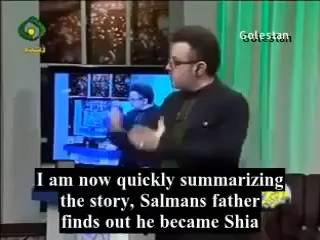 Golestan
I am now quickly summarizing
the story, Salmans father
finds out he became Shia